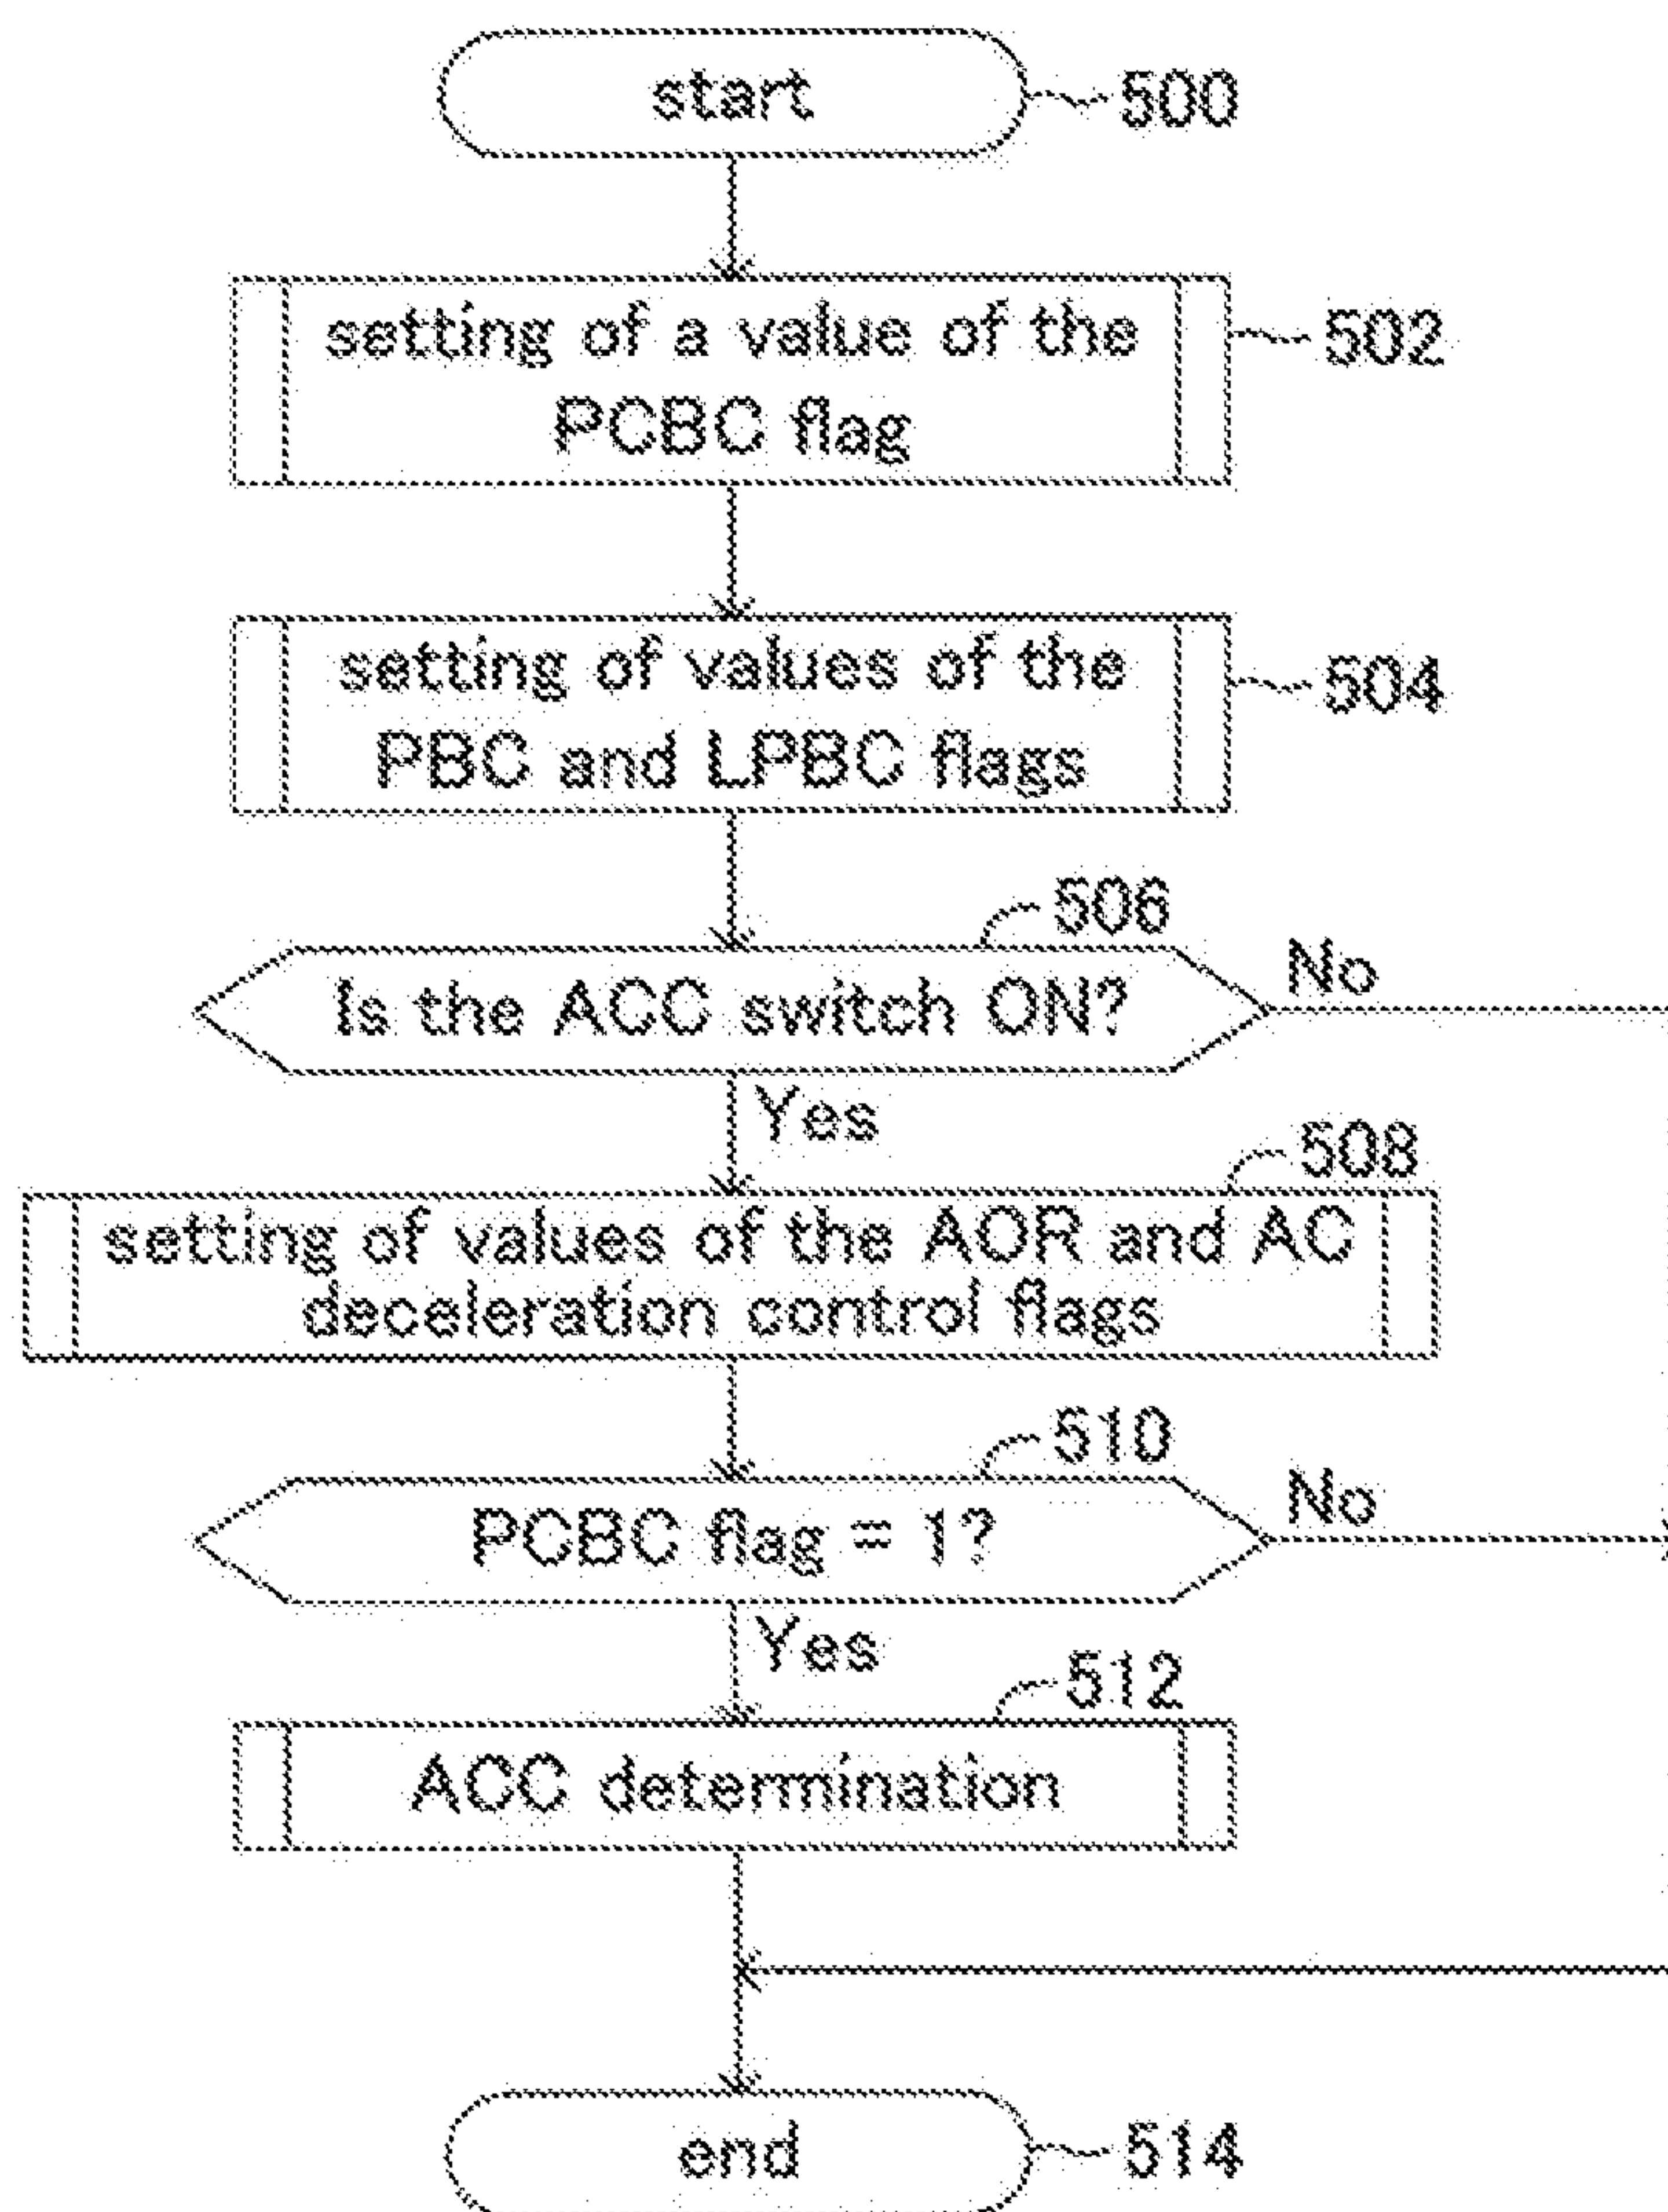 start
500
setting of a value of the
PCBC flag
502
setting of values of the
PBC and LPBC flags
504
506
Is the ACC switch ON?
No
Yes
508
setting of values of the AOR and AC
deceleration control flags
510
PCBC flag = 1?
No
Yes
512
ACC determination
end
514